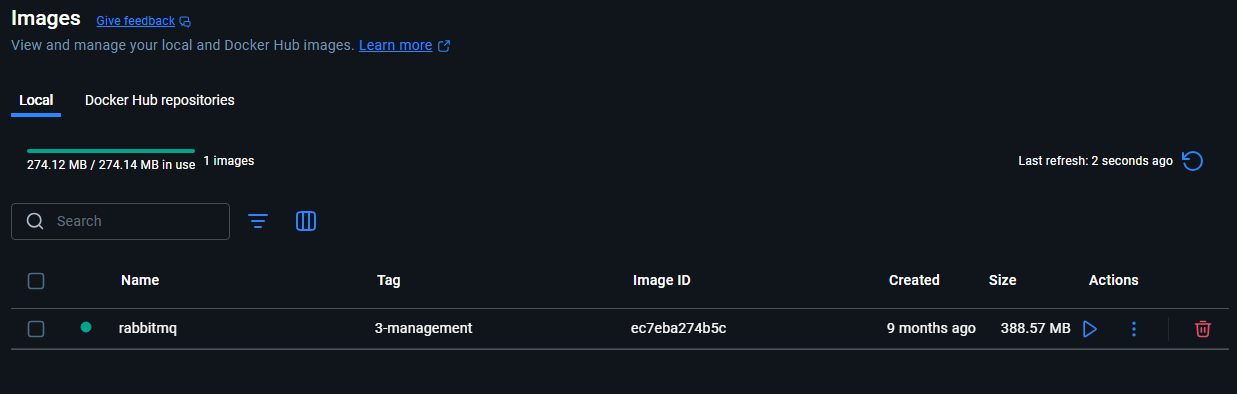 Images Give feedback
View and manage your local and Docker Hub images. Learn more
Local Docker Hub repositories
274.12 MB / 274.14 MB in use 1 images Last refresh: 2 seconds ago
Search
Name Tag Image ID Created Size Actions
rabbitmq 3-management ec7eba274b5c 9 months ago 388.57 MB